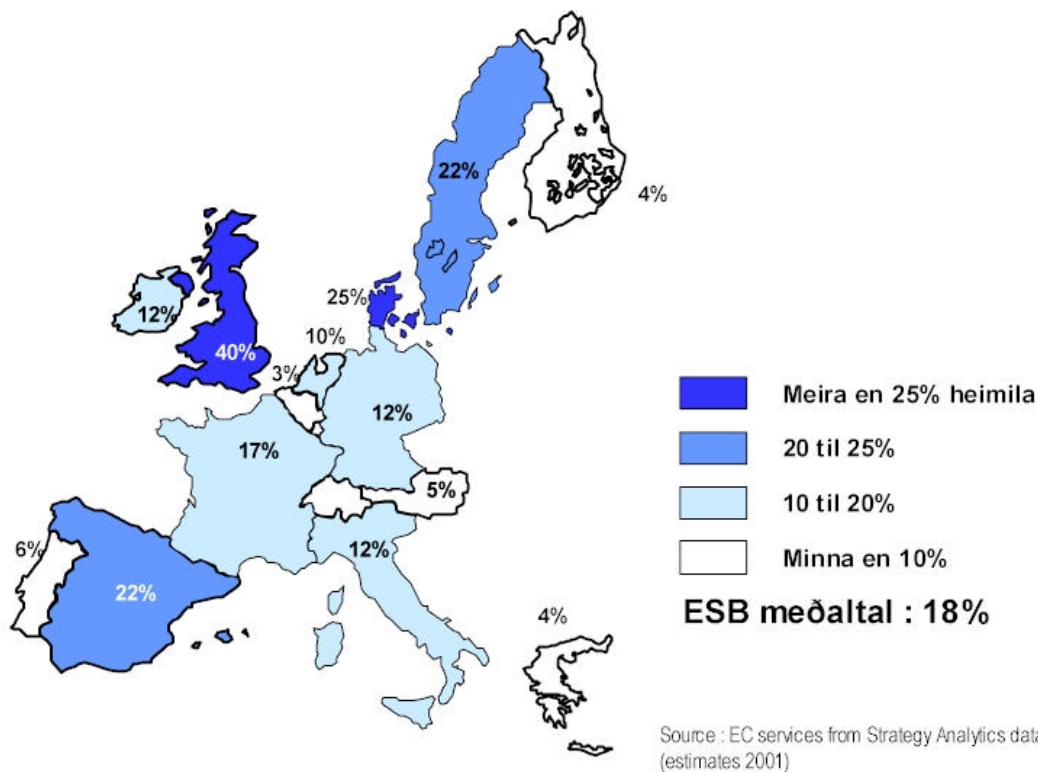 22%
4%
25%
12%
40%
10%
3%
12%
17%
5%
6%
12%
22%
4%
Meira en 25% heimila
20 til 25%
10 til 20%
Minna en 10%
ESB meðaltal : 18%
Source : EC services from Strategy Analytics data
(estimates 2001)